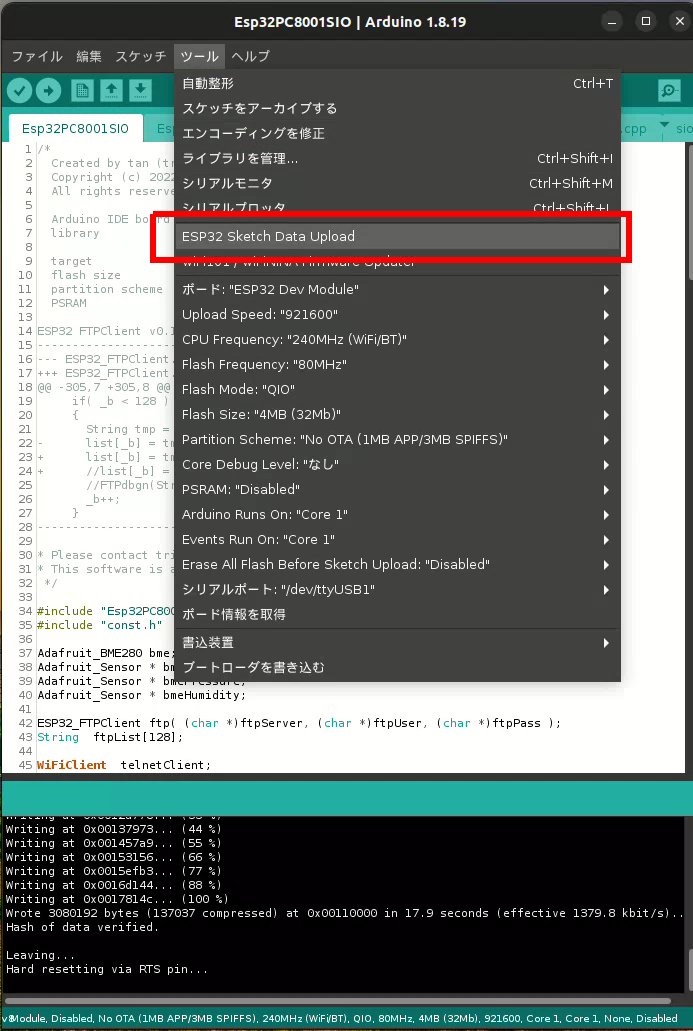 Esp32PC8001SIO | Arduino 1.8.19
ファイル 編集 スケッチ ツール ヘルプ
自動整形 Ctrl+T
スケッチをアーカイブする
エンコーディングを修正
ライブラリを管理... Ctrl+Shift+I
シリアルモニタ Ctrl+Shift+M
シリアルプロッタ Ctrl+Shift+L
ESP32 Sketch Data Upload
WiFi101 / WiFiNINA Firmware Updater
ボード: "ESP32 Dev Module"
Upload Speed: "921600"
CPU Frequency: "240MHz (WiFi/BT)"
Flash Frequency: "80MHz"
Flash Mode: "QIO"
Flash Size: "4MB (32Mb)"
Partition Scheme: "No OTA (1MB APP/3MB SPIFFS)"
Core Debug Level: "なし"
PSRAM: "Disabled"
Arduino Runs On: "Core 1"
Events Run On: "Core 1"
Erase All Flash Before Sketch Upload: "Disabled"
シリアルポート: "/dev/ttyUSB1"
ボード情報を取得
書込装置
ブートローダを書き込む
Esp32PC8001SIO Es .cpp sio
1 /*
2 Created by tan (tr
3 Copyright (c) 2022
4 All rights reserve
5
6 Arduino IDE board
7 library
8
9 target
10 flash size
11 partition scheme
12 PSRAM
13
14 ESP32 FTPClient v0.1
15 --------------------
16 --- ESP32_FTPClient.
17 +++ ESP32_FTPClient.
18 @@ -305,7 +305,8 @@
19 if( _b < 128 )
20 {
21 String tmp =
22 - list[_b] = tm
23 + list[_b] = tm
24 + //list[_b] =
25 //FTPdbgn(Str
26 _b++;
27 }
28 --------------------
29
30 * Please contact tri
31 * This software is a
32 */
33
34 #include "Esp32PC800
35 #include "const.h"
36
37 Adafruit_BME280 bme;
38 Adafruit_Sensor * bm
39 Adafruit_Sensor * bmePressure;
40 Adafruit_Sensor * bmeHumidity;
41
42 ESP32_FTPClient ftp( (char *)ftpServer, (char *)ftpUser, (char *)ftpPass );
43 String ftpList[128];
44
45 WiFiClient telnetClient;
Writing at 0x00137973... (44 %)
Writing at 0x001457a9... (55 %)
Writing at 0x00153156... (66 %)
Writing at 0x0015efb3... (77 %)
Writing at 0x0016d144... (88 %)
Writing at 0x0017814c... (100 %)
Wrote 3080192 bytes (137037 compressed) at 0x00110000 in 17.9 seconds (effective 1379.8 kbit/s)..
Hash of data verified.
Leaving...
Hard resetting via RTS pin...
Module, Disabled, No OTA (1MB APP/3MB SPIFFS), 240MHz (WiFi/BT), QIO, 80MHz, 4MB (32Mb), 921600, Core 1, Core 1, None, Disabled